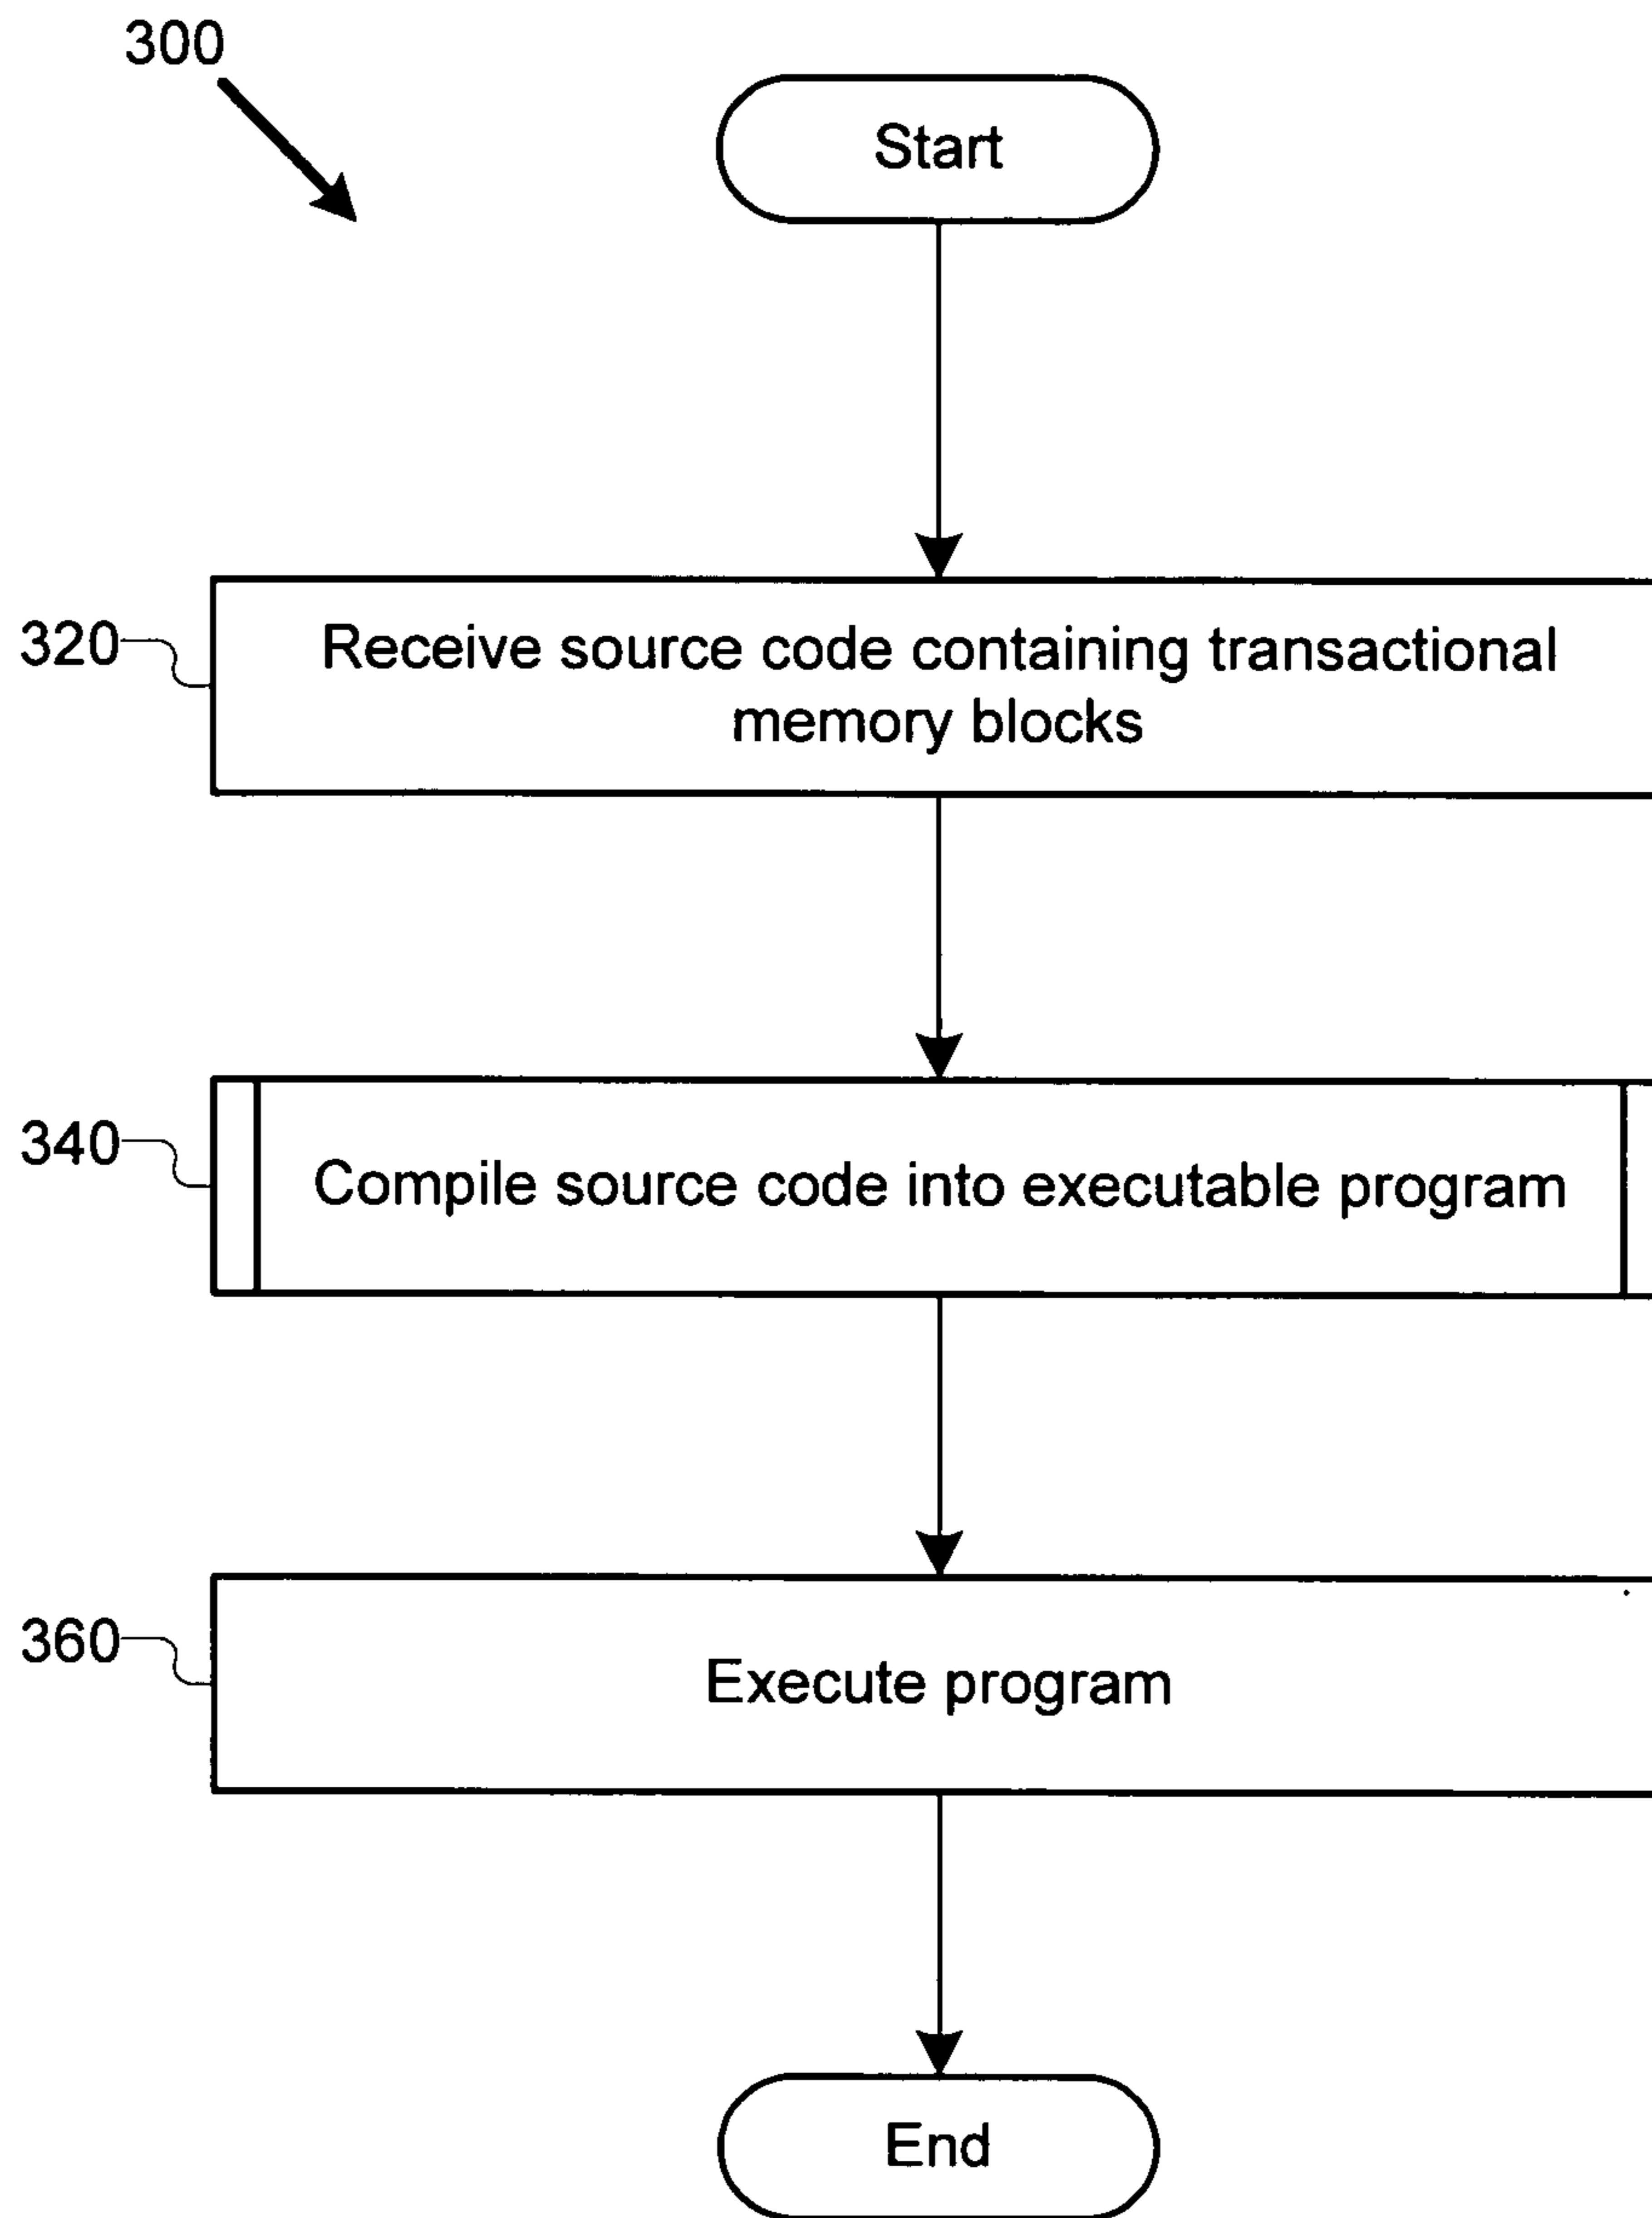 300
Start
320
Receive source code containing transactional
memory blocks
340
Compile source code into executable program
360
Execute program
End